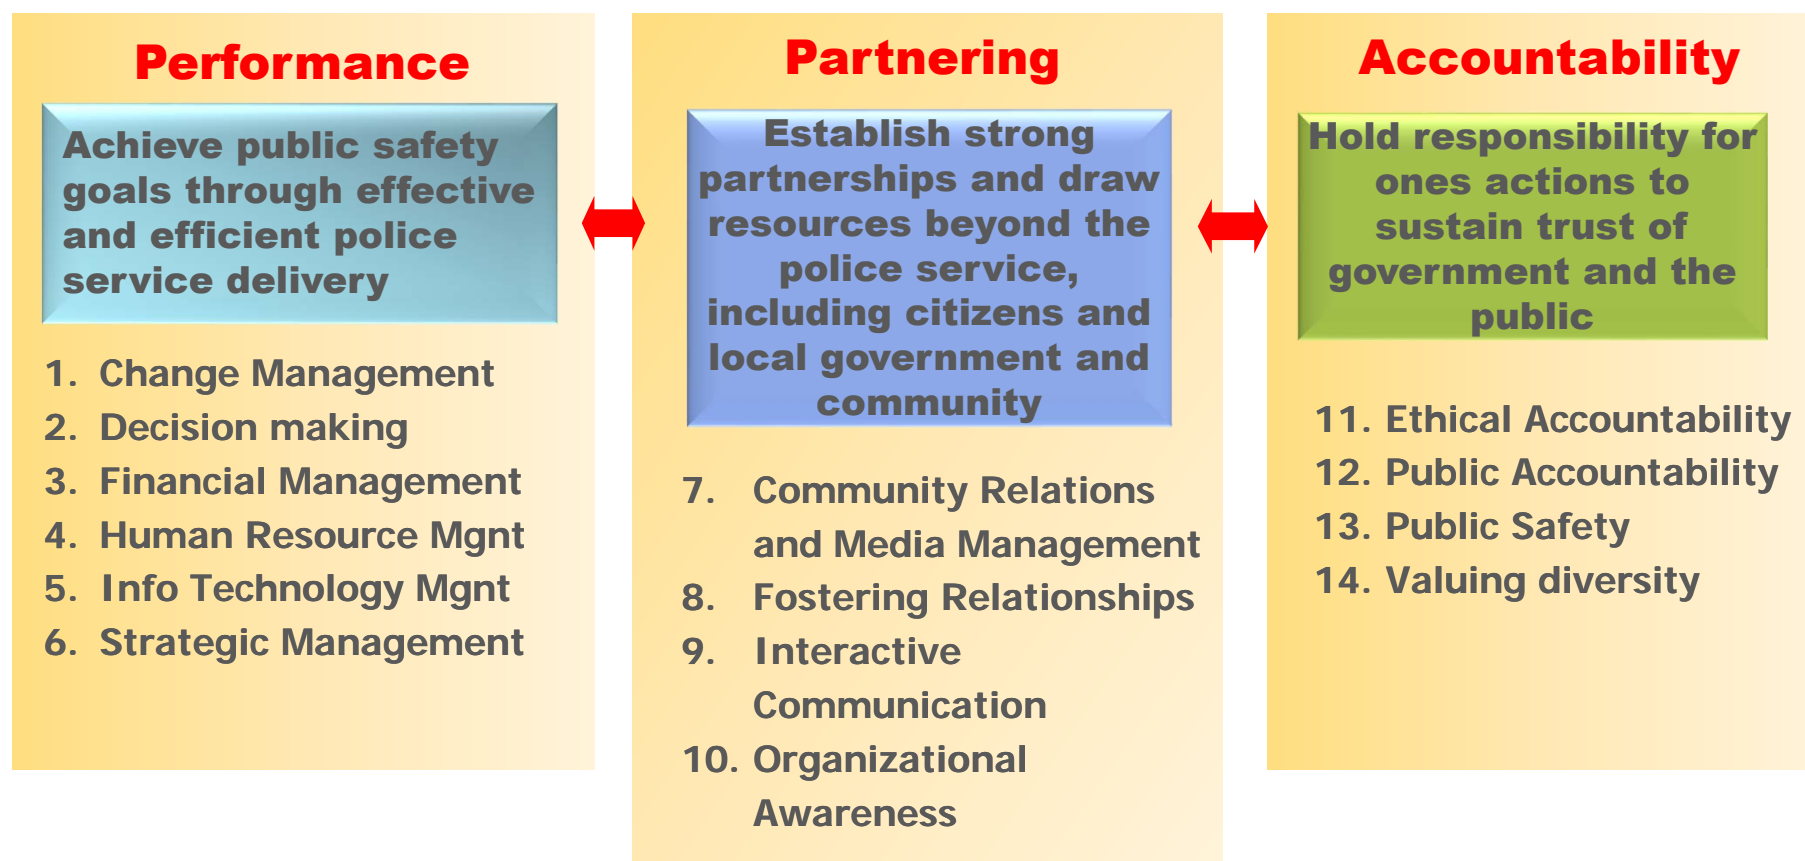 Performance
Achieve public safety
goals through effective
and efficient police
service delivery
1. Change Management
2. Decision making
3. Financial Management
4. Human Resource Mgnt
5. Info Technology Mgnt
6. Strategic Management
Partnering
Establish strong
partnerships and draw
resources beyond the
police service,
including citizens and
local government and
community
7. Community Relations
and Media Management
8. Fostering Relationships
9. Interactive
Communication
10. Organizational
Awareness
Accountability
Hold responsibility for
ones actions to
sustain trust of
government and the
public
11. Ethical Accountability
12. Public Accountability
13. Public Safety
14. Valuing diversity